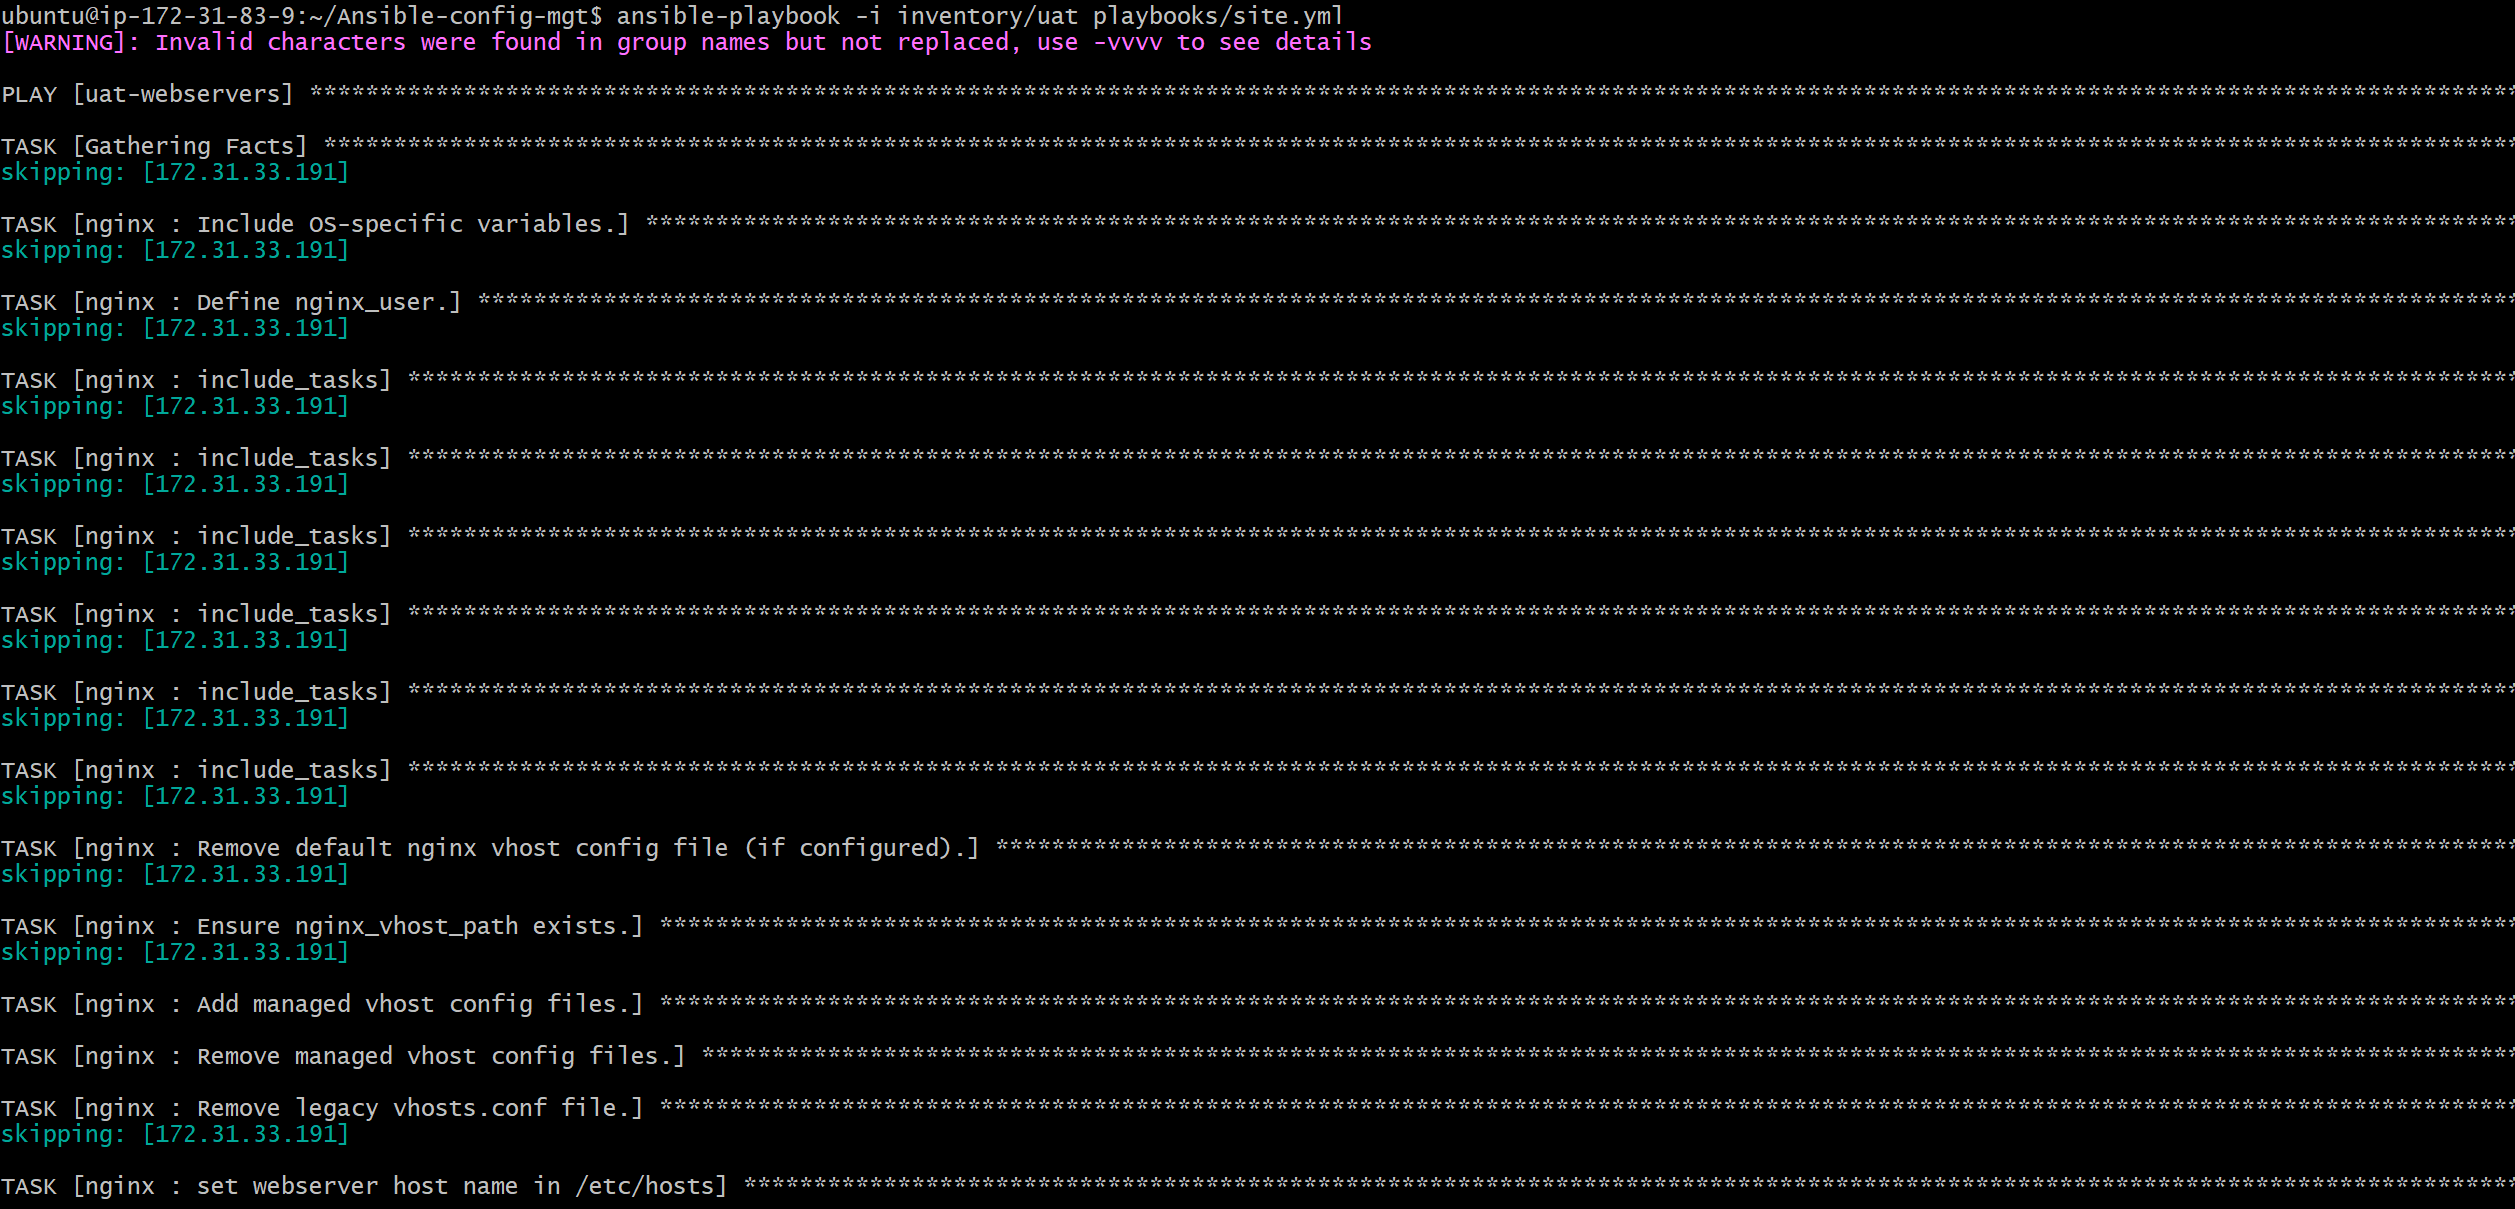 ubuntu@ip-172-31-83-9:~/Ansible-config-mgt$ ansible-playbook -i inventory/uat playbooks/site.yml
[WARNING]: Invalid characters were found in group names but not replaced, use -vvvv to see details
PLAY [uat-webservers] ****************************************************************************************************************************************************************
TASK [Gathering Facts] ***************************************************************************************************************************************************************
skipping: [172.31.33.191]
TASK [nginx : Include OS-specific variables.] ****************************************************************************************************************************************
skipping: [172.31.33.191]
TASK [nginx : Define nginx_user.] ****************************************************************************************************************************************************
skipping: [172.31.33.191]
TASK [nginx : include_tasks] *********************************************************************************************************************************************************
skipping: [172.31.33.191]
TASK [nginx : include_tasks] *********************************************************************************************************************************************************
skipping: [172.31.33.191]
TASK [nginx : include_tasks] *********************************************************************************************************************************************************
skipping: [172.31.33.191]
TASK [nginx : include_tasks] *********************************************************************************************************************************************************
skipping: [172.31.33.191]
TASK [nginx : include_tasks] *********************************************************************************************************************************************************
skipping: [172.31.33.191]
TASK [nginx : include_tasks] *********************************************************************************************************************************************************
skipping: [172.31.33.191]
TASK [nginx : Remove default nginx vhost config file (if configured).] ***************************************************************************************************************
skipping: [172.31.33.191]
TASK [nginx : Ensure nginx_vhost_path exists.] ***************************************************************************************************************************************
skipping: [172.31.33.191]
TASK [nginx : Add managed vhost config files.] ***************************************************************************************************************************************
TASK [nginx : Remove managed vhost config files.] ************************************************************************************************************************************
TASK [nginx : Remove legacy vhosts.conf file.] ***************************************************************************************************************************************
skipping: [172.31.33.191]
TASK [nginx : set webserver host name in /etc/hosts] *********************************************************************************************************************************